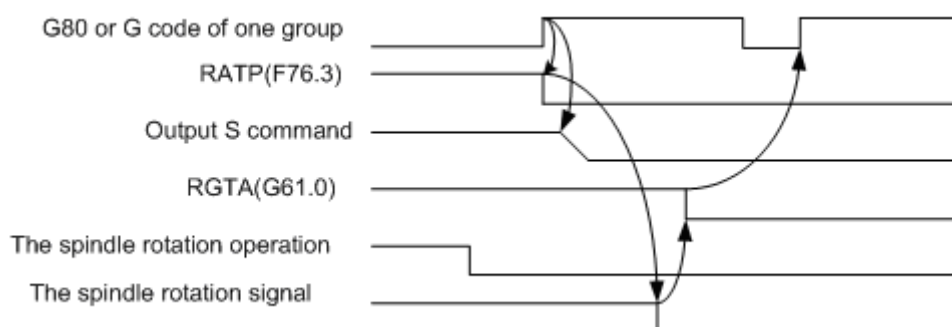 G80 or G code of one group
RATP(F76.3)
Output S command
RGTA(G61.0)
The spindle rotation operation
The spindle rotation signal